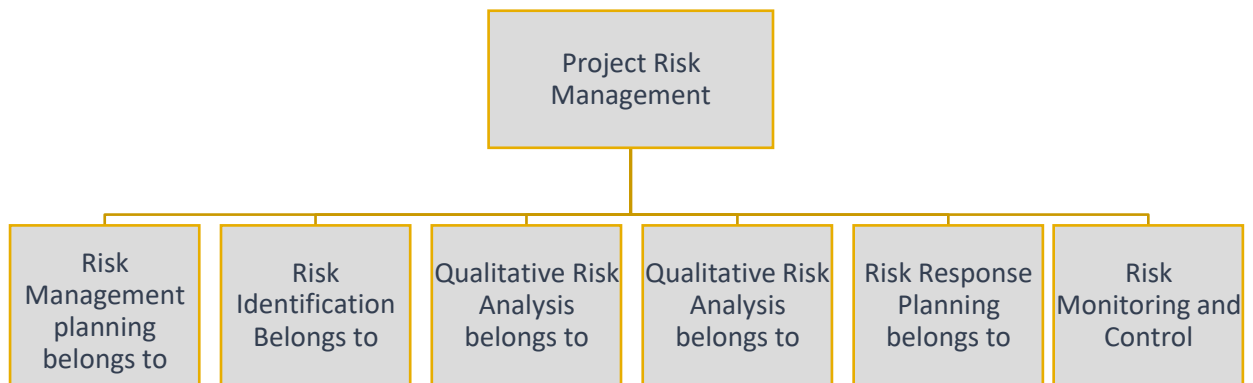 Project Risk
Management
Risk
Management
planning
belongs to
Risk
Identification
Belongs to
Qualitative Risk
Analysis
belongs to
Qualitative Risk
Analysis
belongs to
Risk Response
Planning
belongs to
Risk
Monitoring and
Control